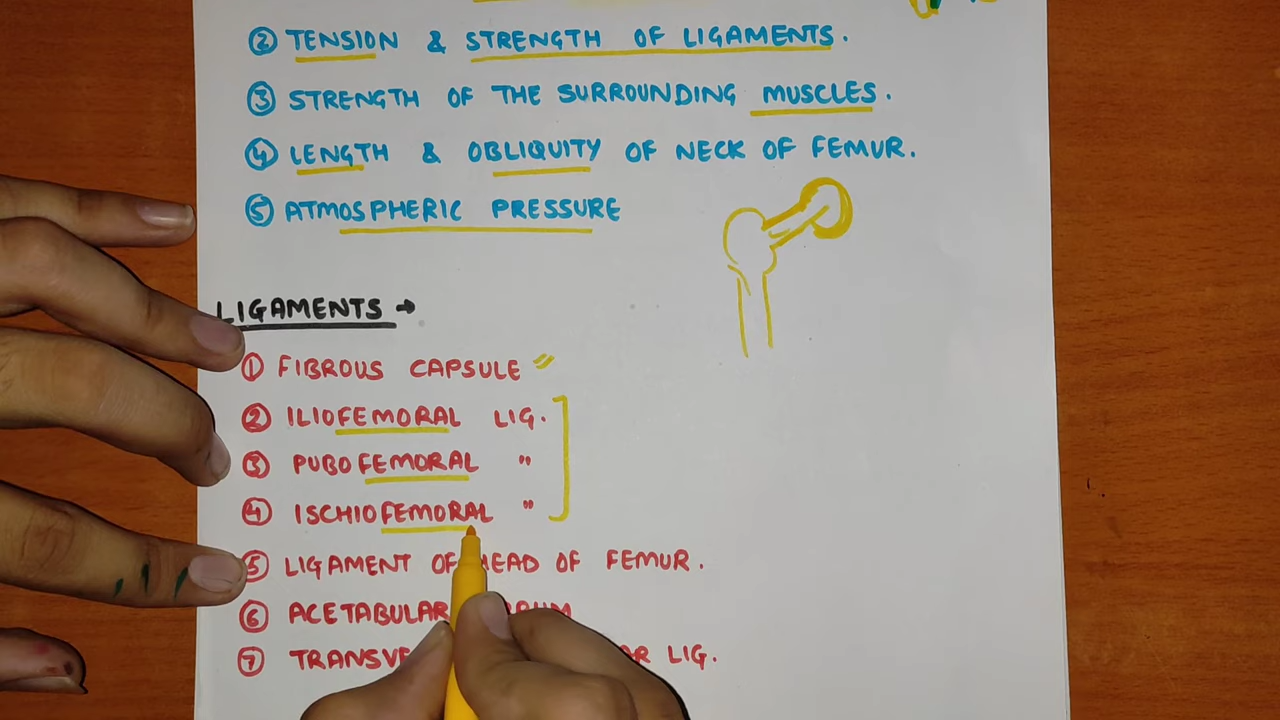 ② TENSION & STRENGTH OF LIGAMENTS.
③ STRENGTH OF THE SURROUNDING MUSCLES.
④ LENGTH & OBLIQUITY OF NECK OF FEMUR.
⑤ ATMOSPHERIC PRESSURE
LIGAMENTS →
① FIBROUS CAPSULE
② ILIOFEMORAL LIG.
③ PUBOFEMORAL "
④ ISCHIOFEMORAL "
⑤ LIGAMENT OF HEAD OF FEMUR.
⑥ ACETABULAR
⑦ LIG.